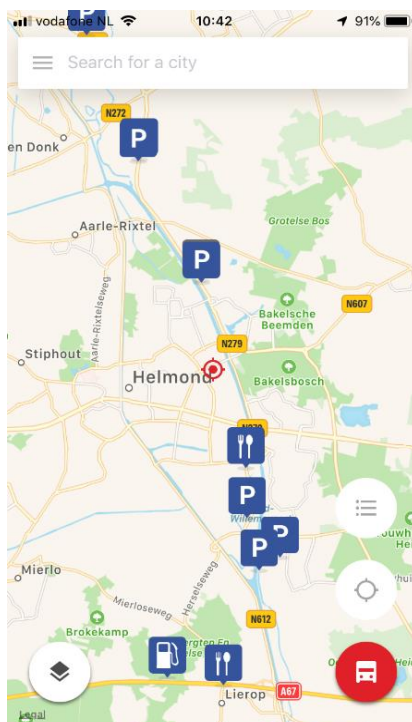 vodafone NL 10:42 91%
Search for a city
P
N272
P
en Donk
Aarle-Rixtel
Grotelse Bos
P
Aarle-Rixtelseweg
Bakelsche
Beemden
N607
N279
Stiphout
Helmond
Bakelsbosch
P
P
P
Mierlo
Mierloseweg
Herselseweg
Brokekamp
N612
A67
Lierop
Legal